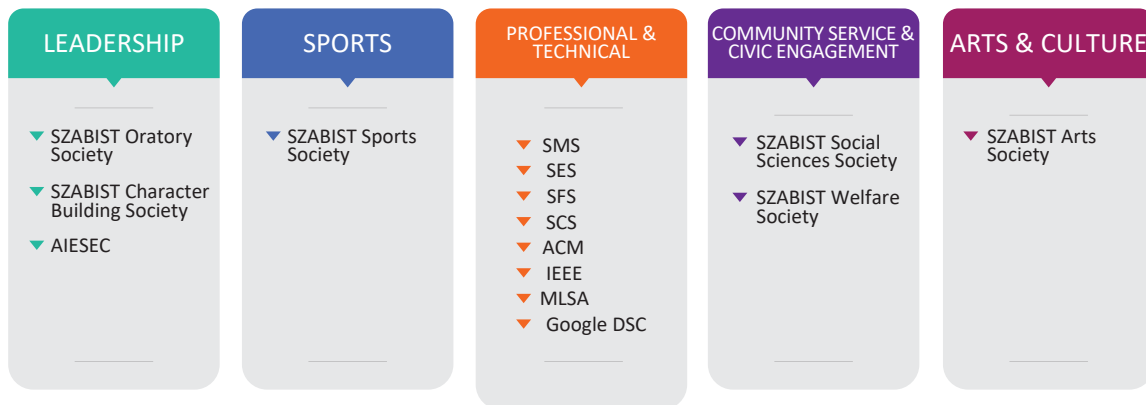 LEADERSHIP
SZABIST Oratory
Society
SZABIST Character
Building Society
AIESEC
SPORTS
SZABIST Sports
Society
PROFESSIONAL &
TECHNICAL
SMS
SES
SFS
SCS
ACM
IEEE
MLSA
Google DSC
COMMUNITY SERVICE &
CIVIC ENGAGEMENT
SZABIST Social
Sciences Society
SZABIST Welfare
Society
ARTS & CULTURE
SZABIST Arts
Society